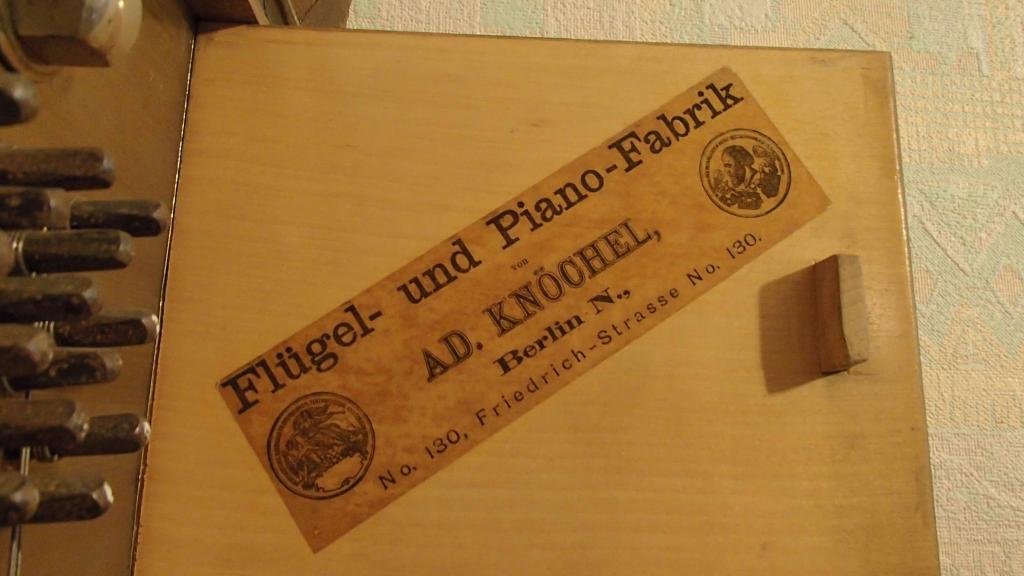 Flügel- und Piano-Fabrik
von
AD. KNÖCHEL,
Berlin N.,
No. 130, Friedrich-Strasse No. 130.